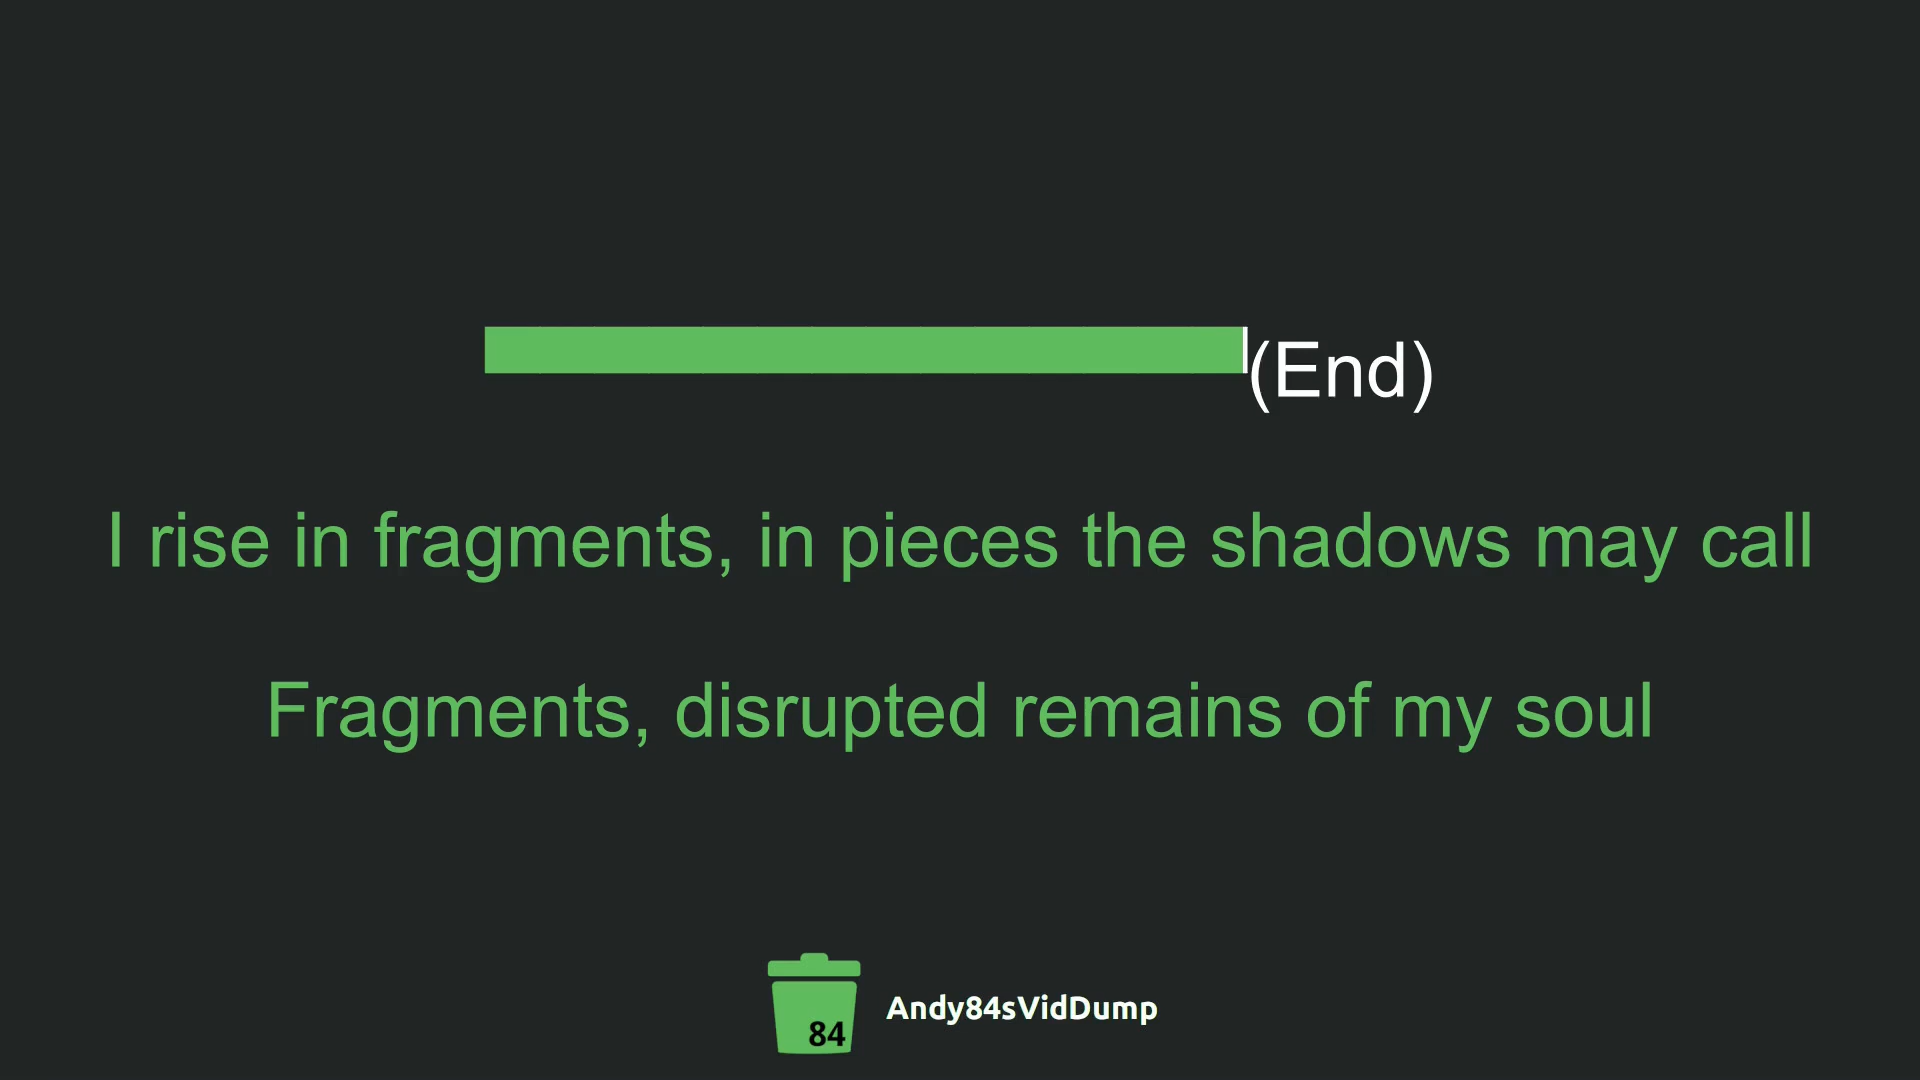 (End)
I rise in fragments, in pieces the shadows may call
Fragments, disrupted remains of my soul
84
Andy84sVidDump